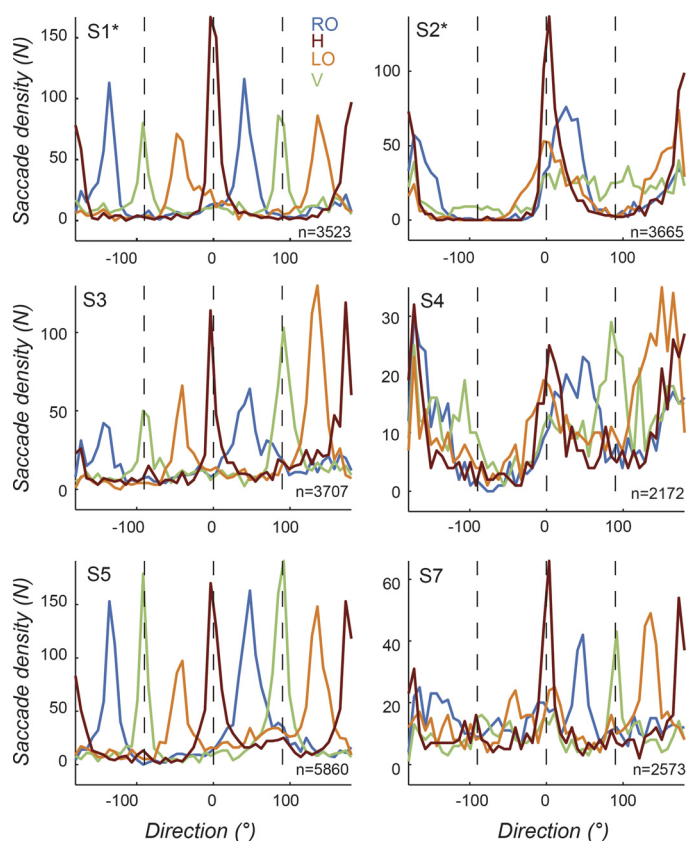 S1*
RO
H
LO
V
Saccade density (N)
150
100
50
0
-100
0
100
n=3523
S2*
100
50
0
-100
0
100
n=3665
S3
Saccade density (N)
100
50
0
-100
0
100
n=3707
S4
30
20
10
0
-100
0
100
n=2172
S5
Saccade density (N)
150
100
50
0
-100
0
100
n=5860
Direction (°)
S7
60
40
20
0
-100
0
100
n=2573
Direction (°)